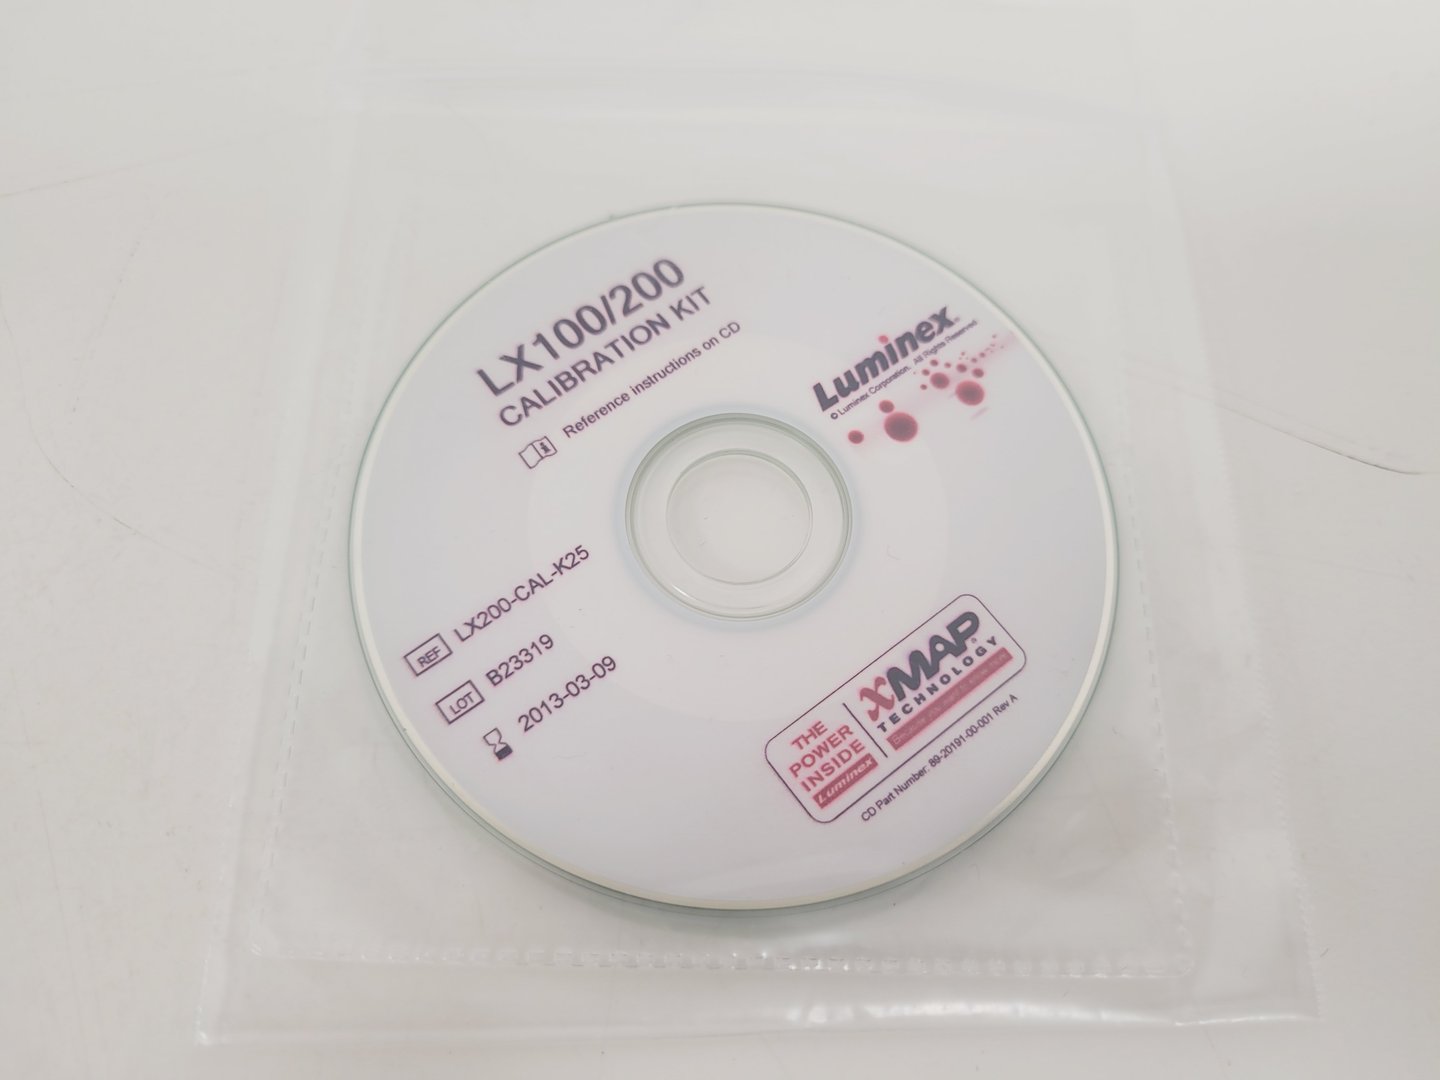 LX100/200
CALIBRATION KIT
Reference instructions on CD
Luminex™
© Luminex Corporation. All Rights Reserved
REF LX200-CAL-K25
LOT B23319
2013-03-09
THE
POWER
INSIDE
Luminex
xMAP®
TECHNOLOGY
CD Part Number: 89-20191-00-001 Rev A